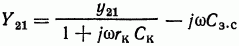 Y₂₁ = y₂₁ / (1 + jωr_К C_К) − jωC_З.С